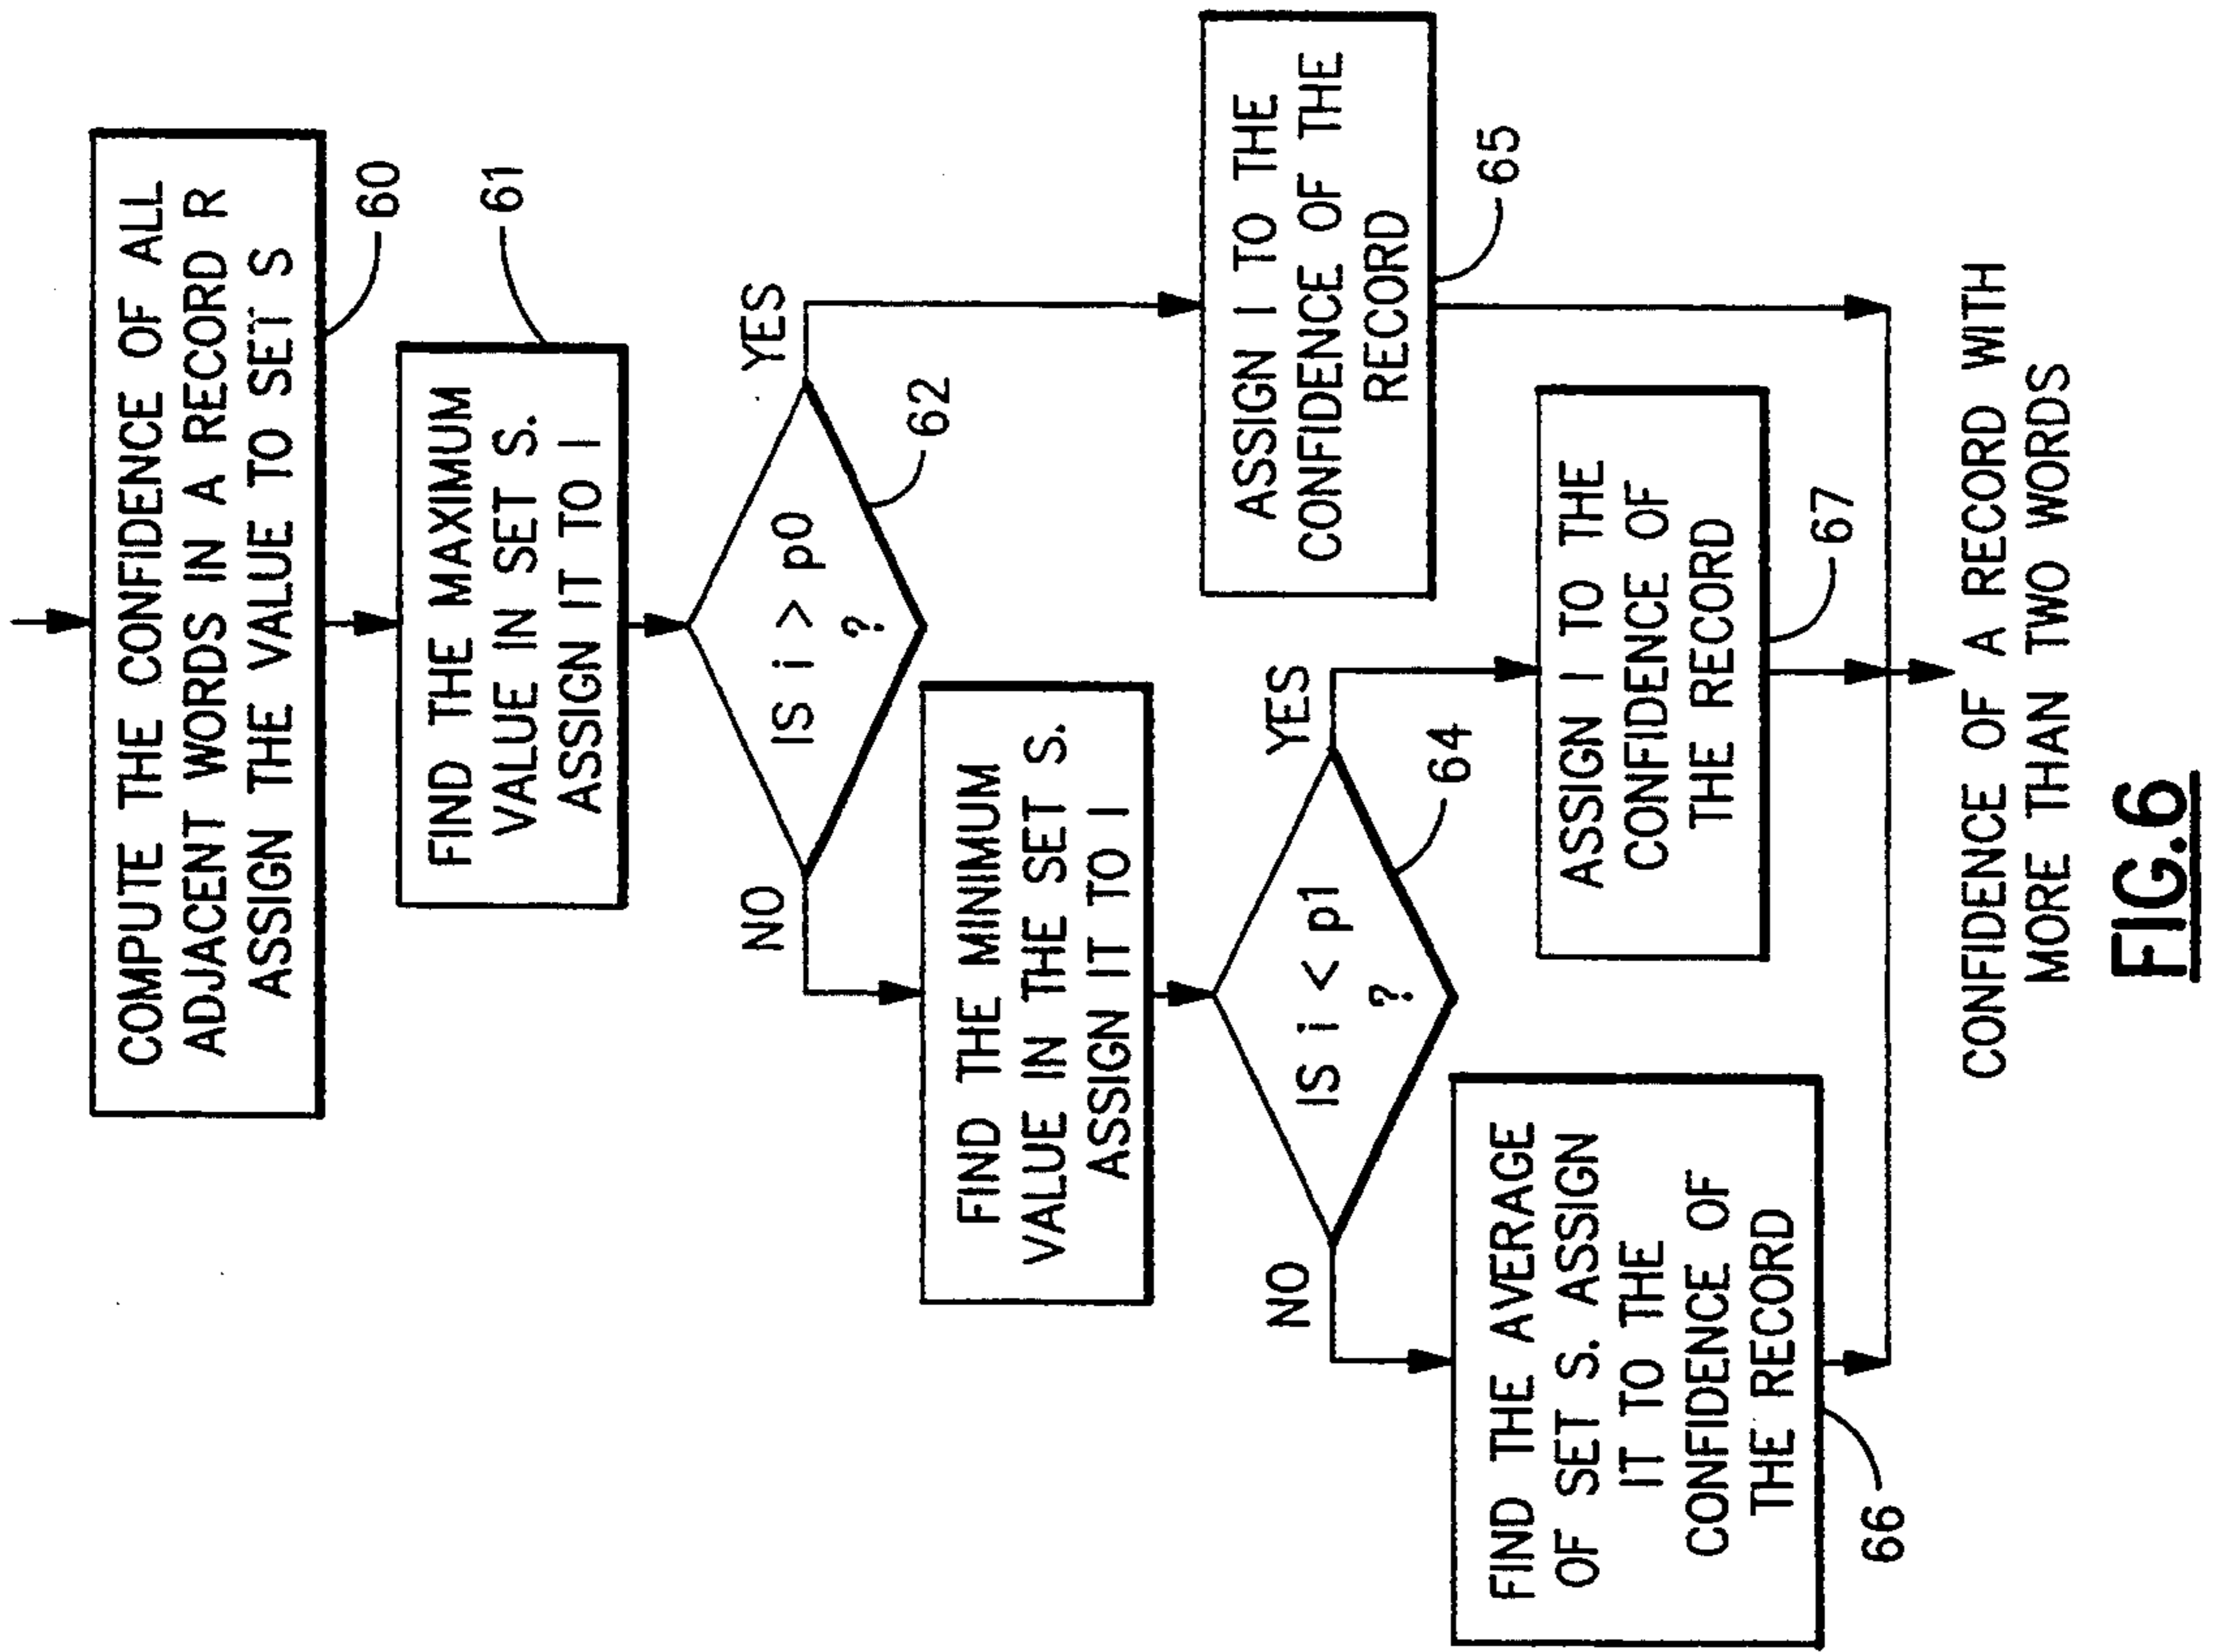 COMPUTE THE CONFIDENCE OF ALL
ADJACENT WORDS IN A RECORD R
ASSIGN THE VALUE TO SET S
60
FIND THE MAXIMUM
VALUE IN SET S.
ASSIGN IT TO I
61
IS i > p0
?
62
NO
YES
FIND THE MINIMUM
VALUE IN THE SET S.
ASSIGN IT TO I
ASSIGN I TO THE
CONFIDENCE OF THE
RECORD
65
IS i < p1
?
64
NO
YES
FIND THE AVERAGE
OF SET S. ASSIGN
IT TO THE
CONFIDENCE OF
THE RECORD
66
ASSIGN I TO THE
CONFIDENCE OF
THE RECORD
67
CONFIDENCE OF A RECORD WITH
MORE THAN TWO WORDS
FIG.6